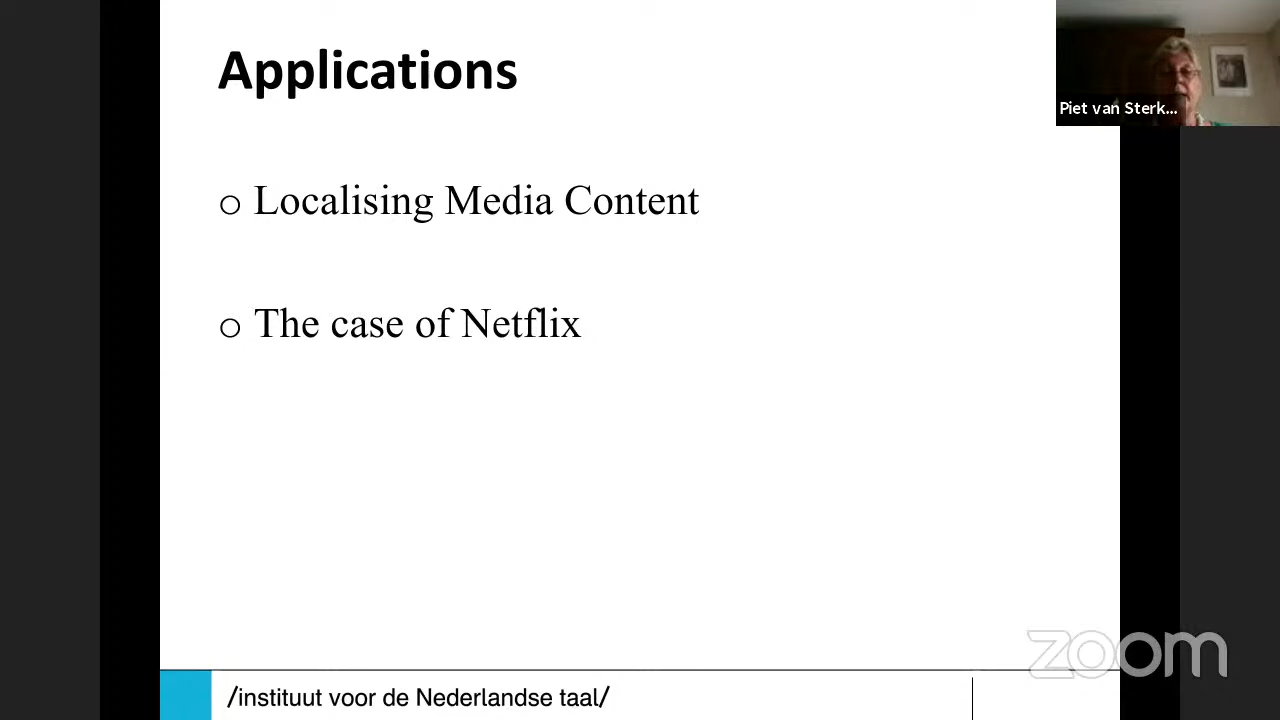 Applications
Piet van Sterk...
o Localising Media Content
o The case of Netflix
zoom
/instituut voor de Nederlandse taal/